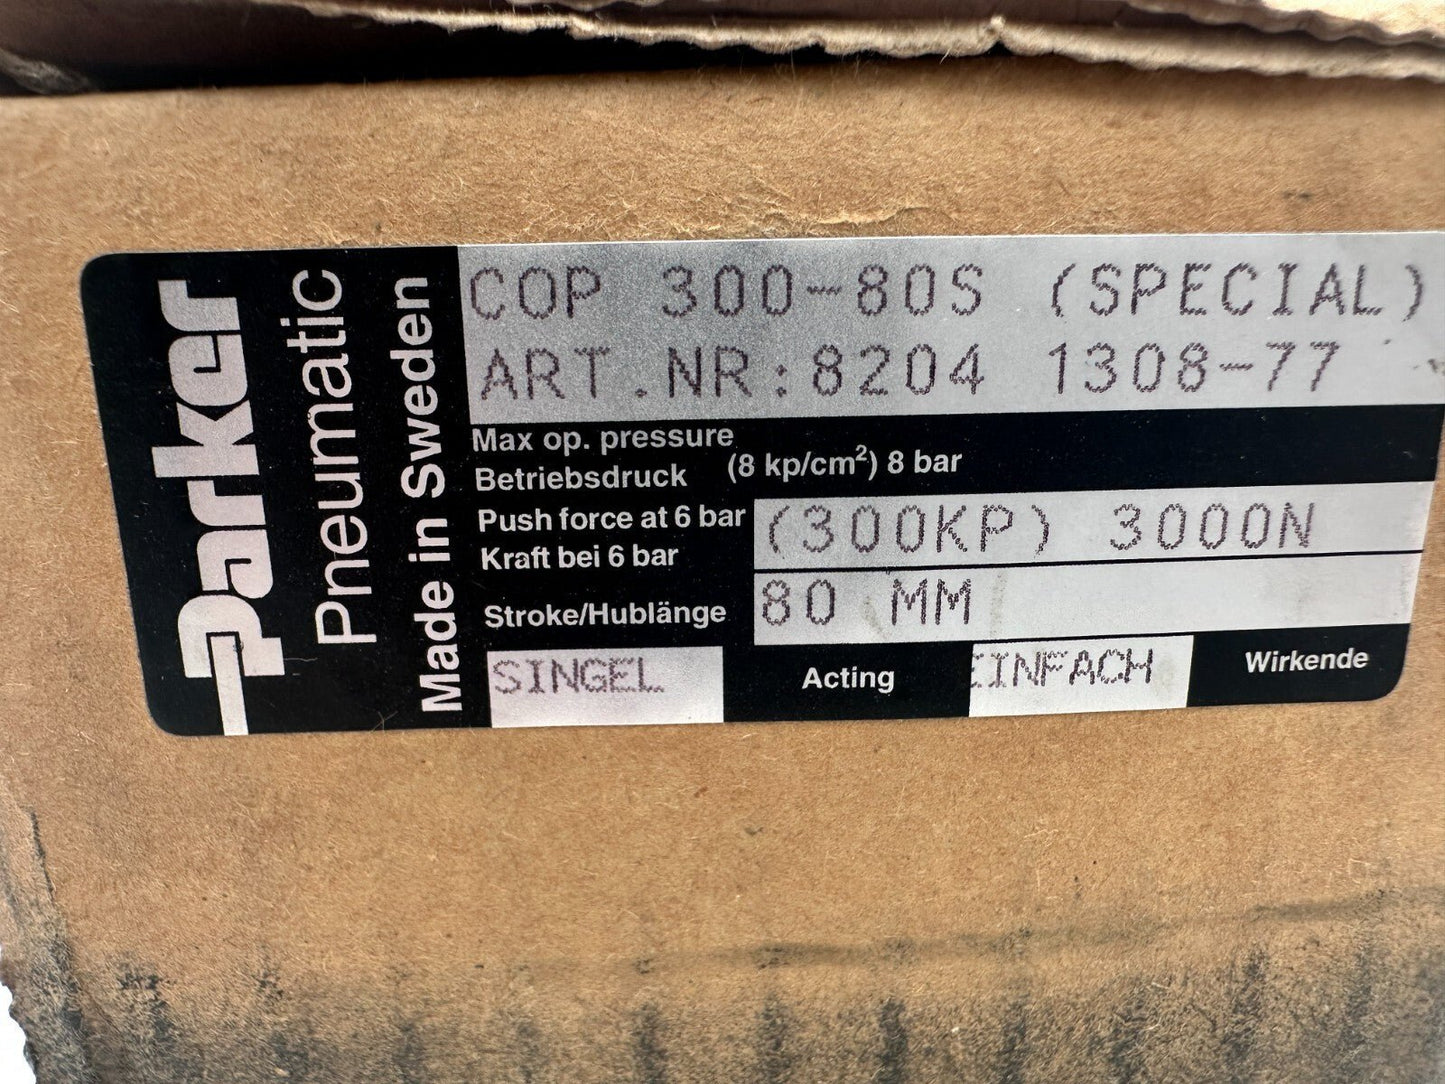 Parker
Pneumatic
Made in Sweden
COP 300-80S (SPECIAL)
ART.NR:8204 1308-77
Max op. pressure
Betriebsdruck (8 kp/cm²) 8 bar
Push force at 6 bar (300KP) 3000N
Kraft bei 6 bar
Stroke/Hublänge 80 MM
SINGEL Acting EINFACH Wirkende